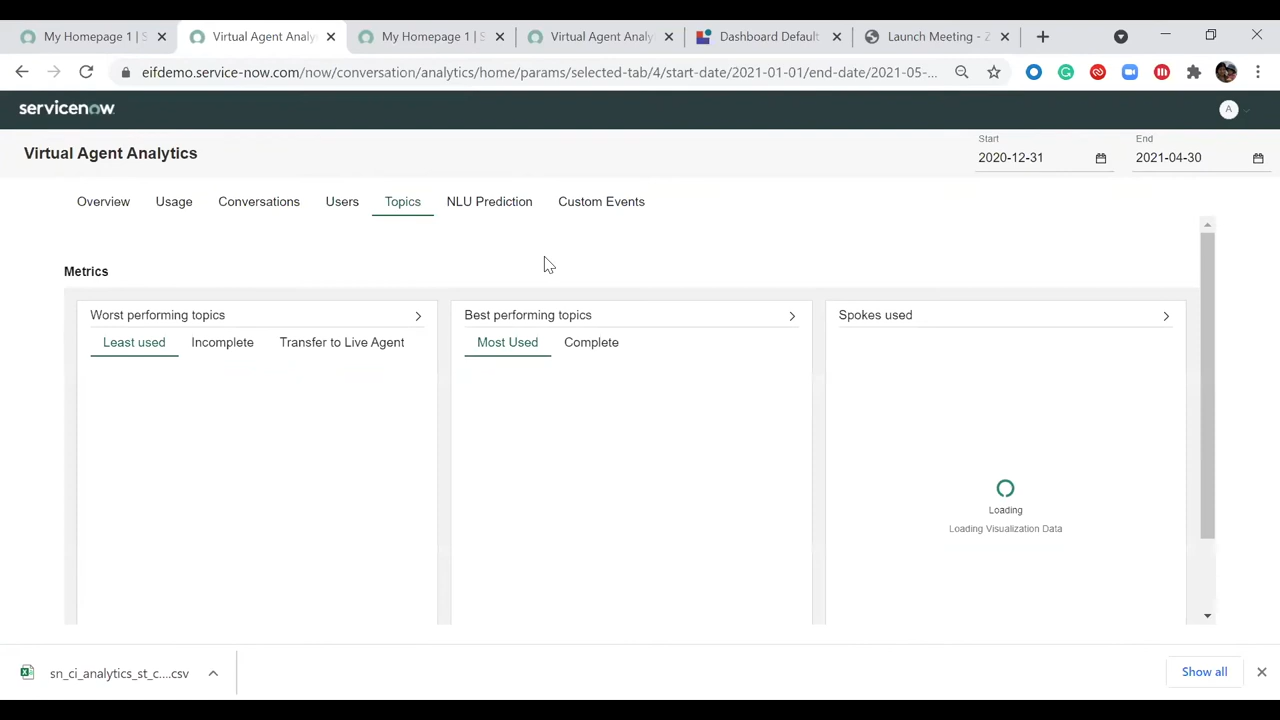 My Homepage 1 | S
Virtual Agent Analy
My Homepage 1 | S
Virtual Agent Analy
Dashboard Default
Launch Meeting - Z
eifdemo.service-now.com/now/conversation/analytics/home/params/selected-tab/4/start-date/2021-01-01/end-date/2021-05-...
servicenow
A
Virtual Agent Analytics
Start
2020-12-31
End
2021-04-30
Overview
Usage
Conversations
Users
Topics
NLU Prediction
Custom Events
Metrics
Worst performing topics
Least used
Incomplete
Transfer to Live Agent
Best performing topics
Most Used
Complete
Spokes used
Loading
Loading Visualization Data
sn_ci_analytics_st_c....csv
Show all